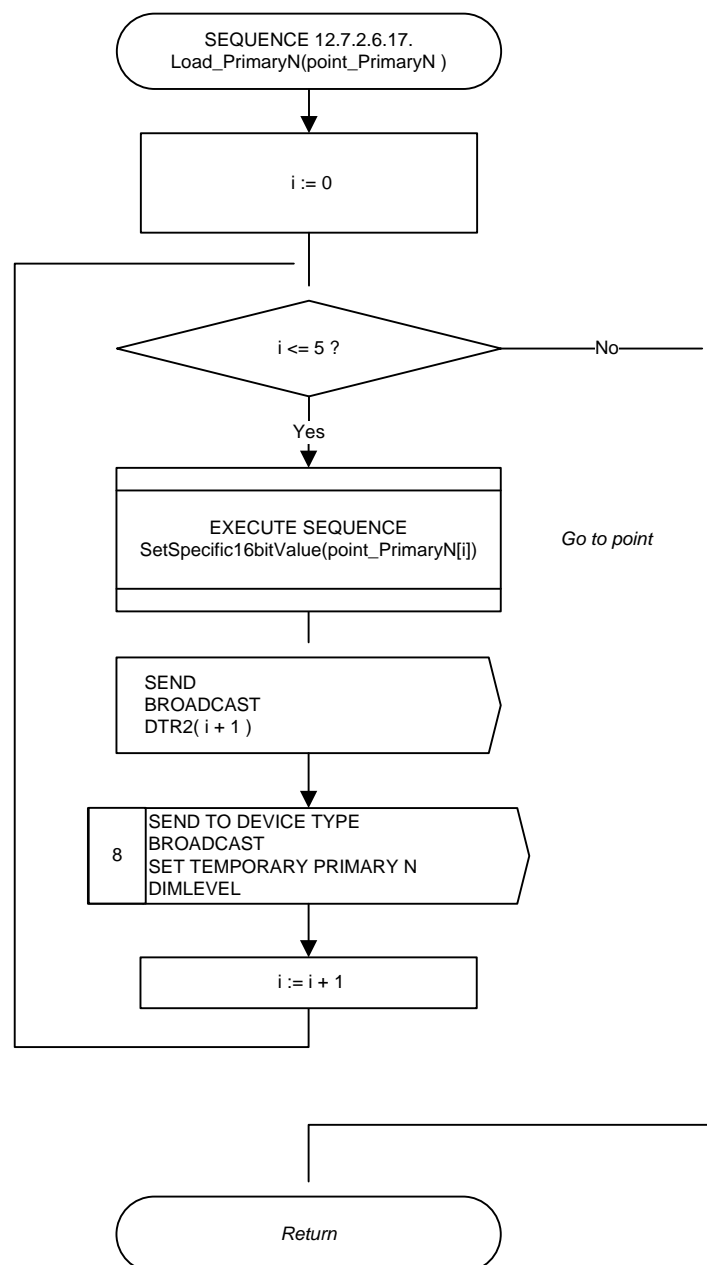 SEQUENCE 12.7.2.6.17.
Load_PrimaryN(point_PrimaryN )
i := 0
i <= 5 ?
No
Yes
EXECUTE SEQUENCE
SetSpecific16bitValue(point_PrimaryN[i])
Go to point
SEND
BROADCAST
DTR2( i + 1 )
8
SEND TO DEVICE TYPE
BROADCAST
SET TEMPORARY PRIMARY N
DIMLEVEL
i := i + 1
Return